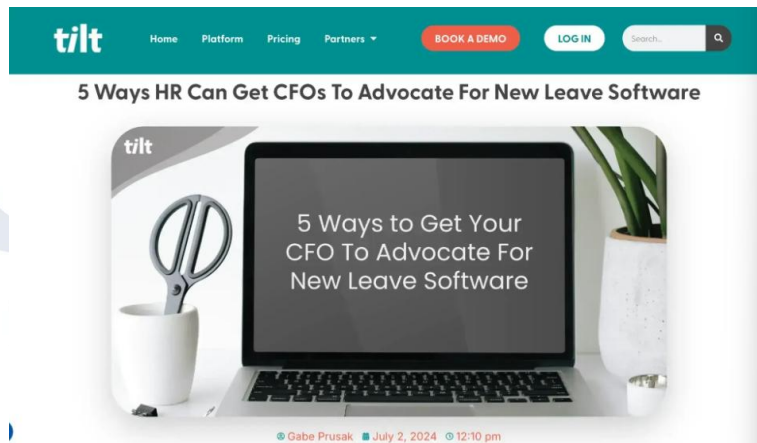 tilt
Home Platform Pricing Partners BOOK A DEMO LOG IN Search...
5 Ways HR Can Get CFOs To Advocate For New Leave Software
tilt
5 Ways to Get Your
CFO To Advocate For
New Leave Software
Gabe Prusak July 2, 2024 12:10 pm